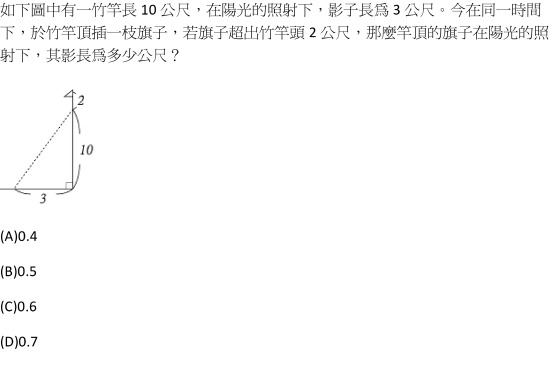 如下圖中有一竹竿長 10 公尺，在陽光的照射下，影子長為 3 公尺。今在同一時間
下，於竹竿頂插一枝旗子，若旗子超出竹竿頭 2 公尺，那麼竿頂的旗子在陽光的照
射下，其影長為多少公尺？
2
10
3
(A)0.4
(B)0.5
(C)0.6
(D)0.7